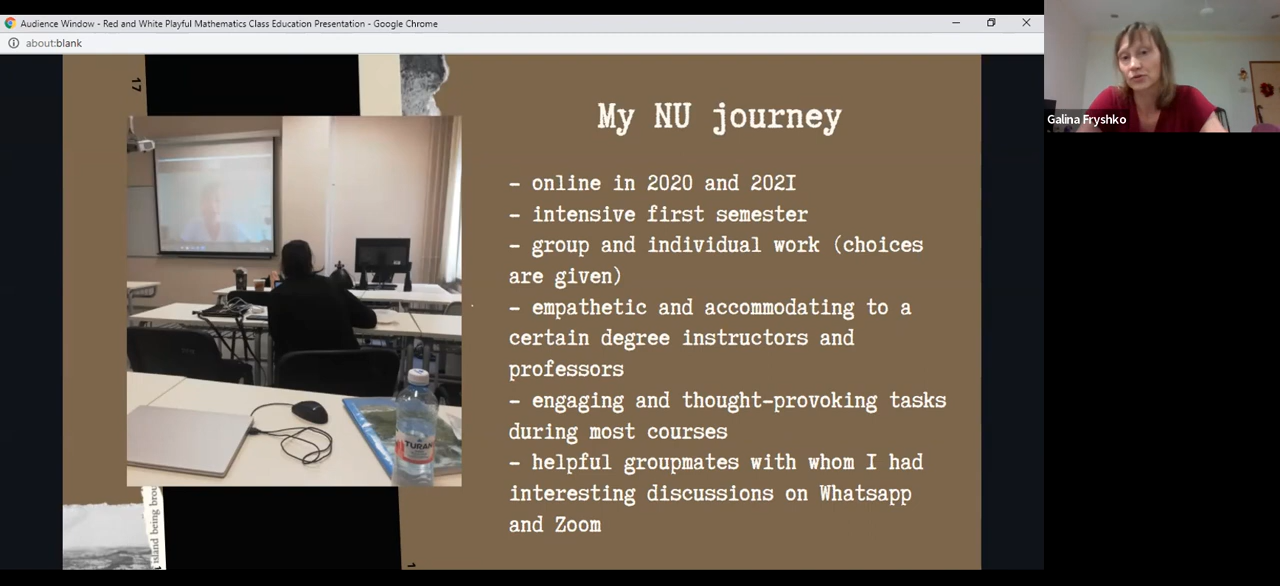 Audience Window - Red and White Playful Mathematics Class Education Presentation - Google Chrome
about:blank
17
My NU journey
- online in 2020 and 2021
- intensive first semester
- group and individual work (choices
are given)
- empathetic and accommodating to a
certain degree instructors and
professors
- engaging and thought-provoking tasks
during most courses
- helpful groupmates with whom I had
interesting discussions on Whatsapp
and Zoom
TURAN
island being
Galina Fryshko